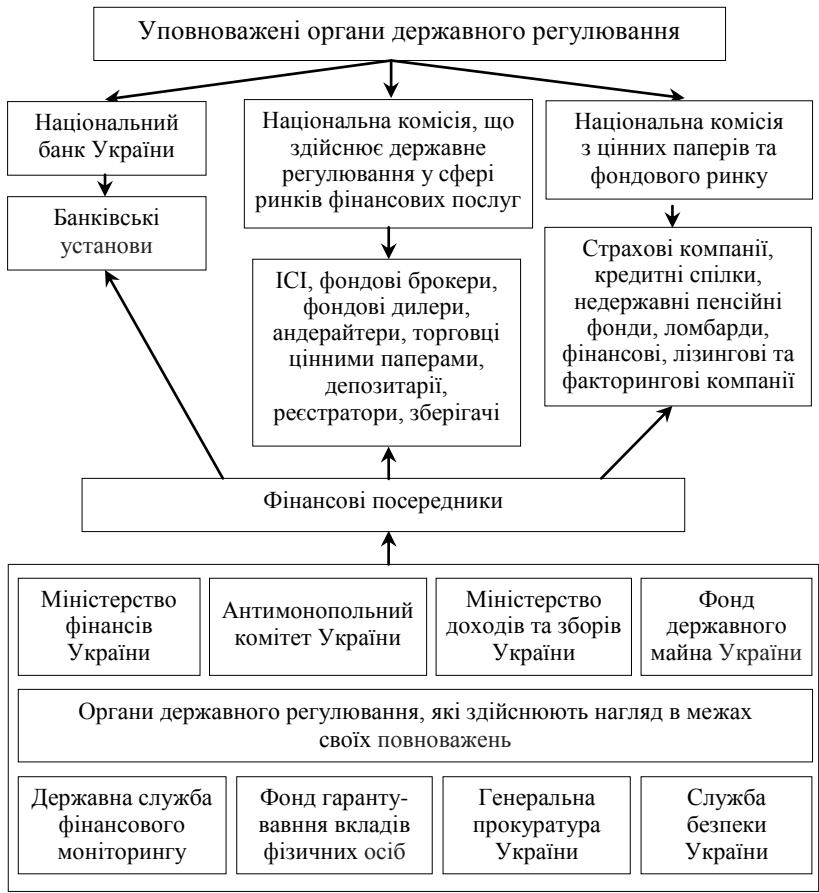 Уповноважені органи державного регулювання
Національний
банк України
Національна комісія, що
здійснює державне
регулювання у сфері
ринків фінансових послуг
Національна комісія
з цінних паперів та
фондового ринку
Банківські
установи
ІСІ, фондові брокери,
фондові дилери,
андерайтери, торговці
цінними паперами,
депозитарії,
реєстратори, зберігачі
Страхові компанії,
кредитні спілки,
недержавні пенсійні
фонди, ломбарди,
фінансові, лізингові та
факторингові компанії
Фінансові посередники
Міністерство
фінансів
України
Антимонопольний
комітет України
Міністерство
доходів та зборів
України
Фонд
державного
майна України
Органи державного регулювання, які здійснюють нагляд в межах
своїх повноважень
Державна служба
фінансового
моніторингу
Фонд гаранту-
вавння вкладів
фізичних осіб
Генеральна
прокуратура
України
Служба
безпеки
України